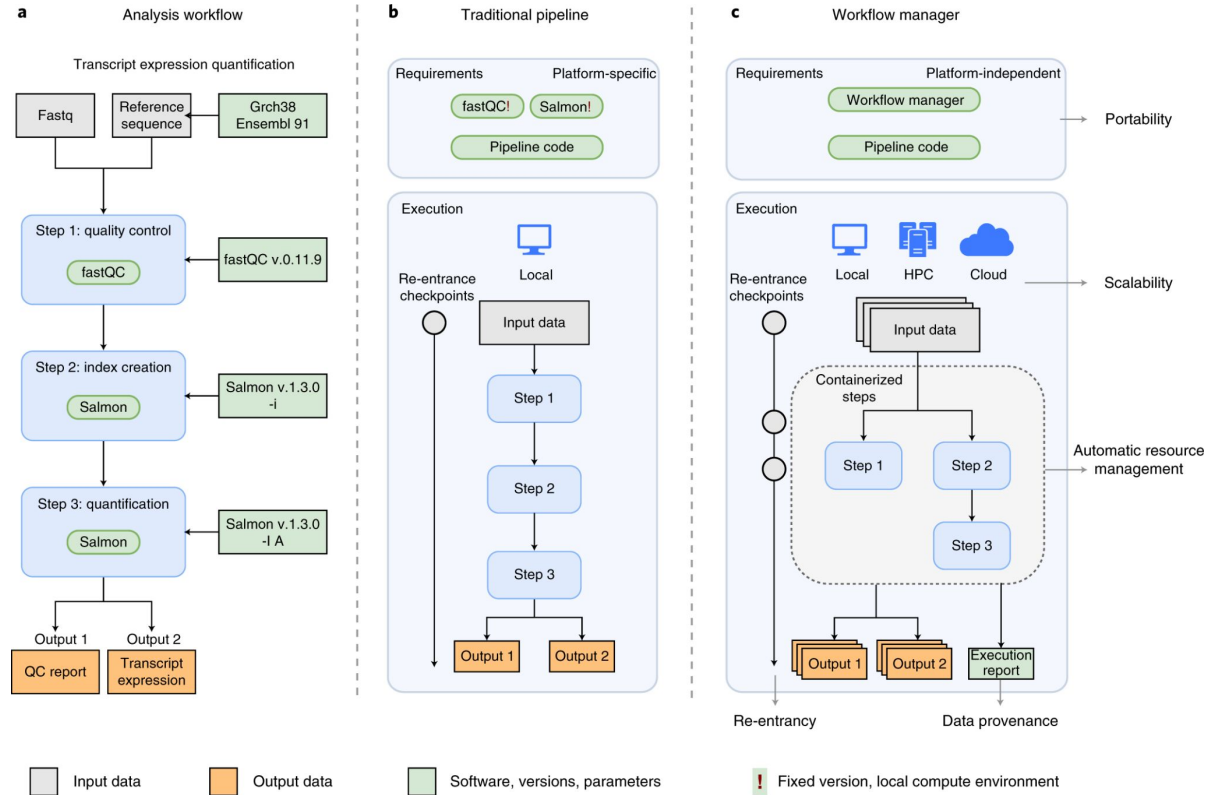 a
Analysis workflow
Transcript expression quantification
Fastq
Reference
sequence
Grch38
Ensembl 91
Step 1: quality control
fastQC
fastQC v.0.11.9
Step 2: index creation
Salmon
Salmon v.1.3.0
-i
Step 3: quantification
Salmon
Salmon v.1.3.0
-l A
Output 1
Output 2
QC report
Transcript
expression
b
Traditional pipeline
Requirements
Platform-specific
fastQC!
Salmon!
Pipeline code
Execution
Local
Re-entrance
checkpoints
Input data
Step 1
Step 2
Step 3
Output 1
Output 2
c
Workflow manager
Requirements
Platform-independent
Workflow manager
Pipeline code
Portability
Execution
Local
HPC
Cloud
Re-entrance
checkpoints
Scalability
Input data
Containerized
steps
Step 1
Step 2
Step 3
Automatic resource
management
Output 1
Output 2
Execution
report
Re-entrancy
Data provenance
Input data
Output data
Software, versions, parameters
! Fixed version, local compute environment